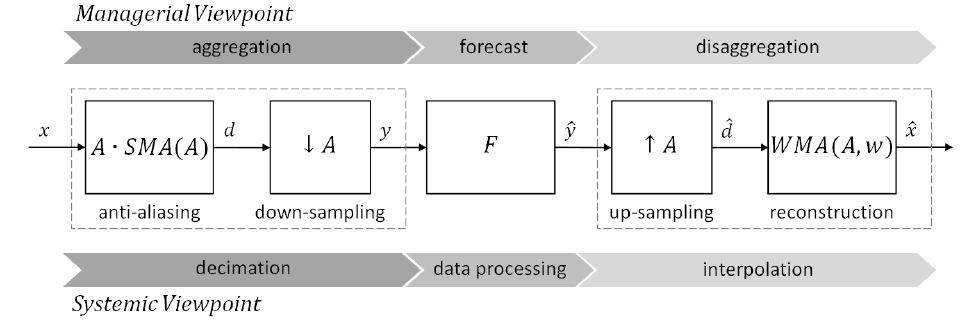 Managerial Viewpoint
aggregation forecast disaggregation
x A · SMA(A) d ↓ A y F ŷ ↑ A d̂ WMA(A, w) x̂
anti-aliasing down-sampling up-sampling reconstruction
decimation data processing interpolation
Systemic Viewpoint